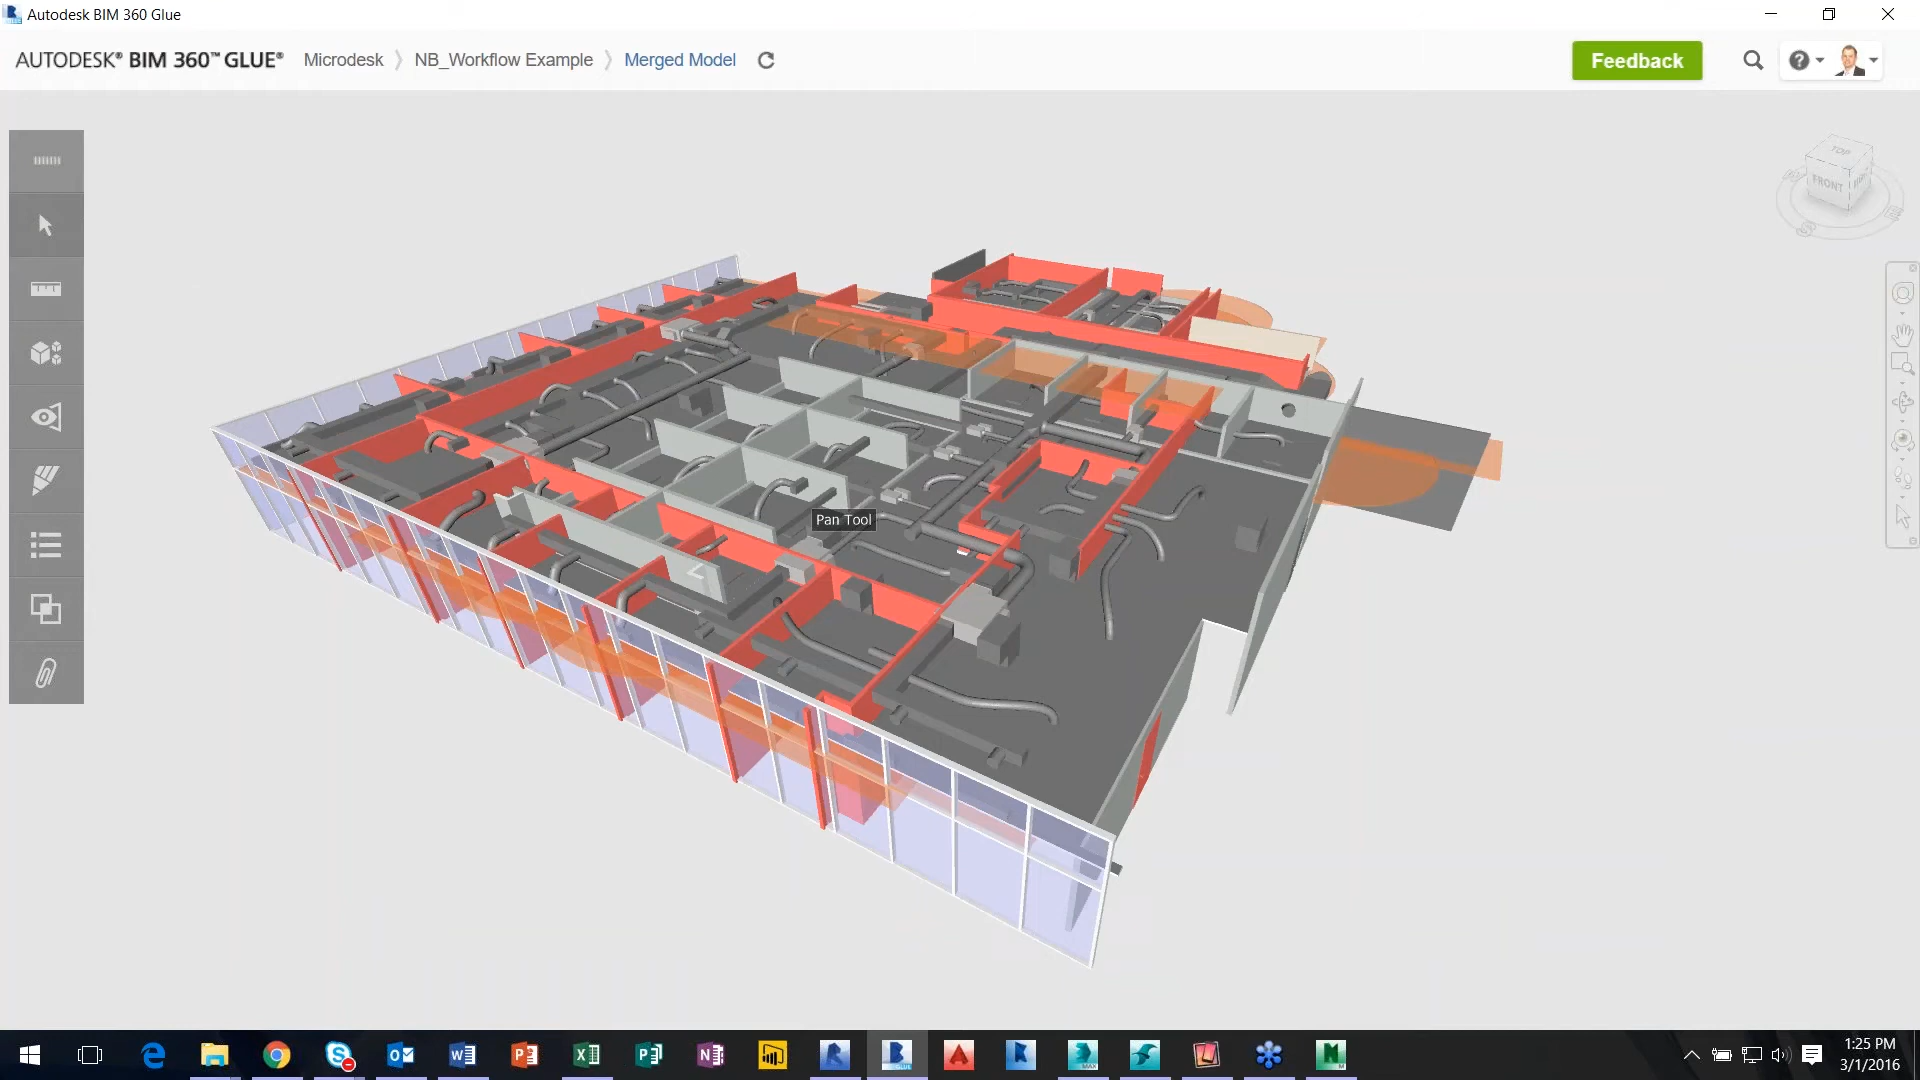 Autodesk BIM 360 Glue
AUTODESK® BIM 360™ GLUE® Microdesk NB_Workflow Example Merged Model
Feedback
TOP
FRONT
Pan Tool
1:25 PM
3/1/2016